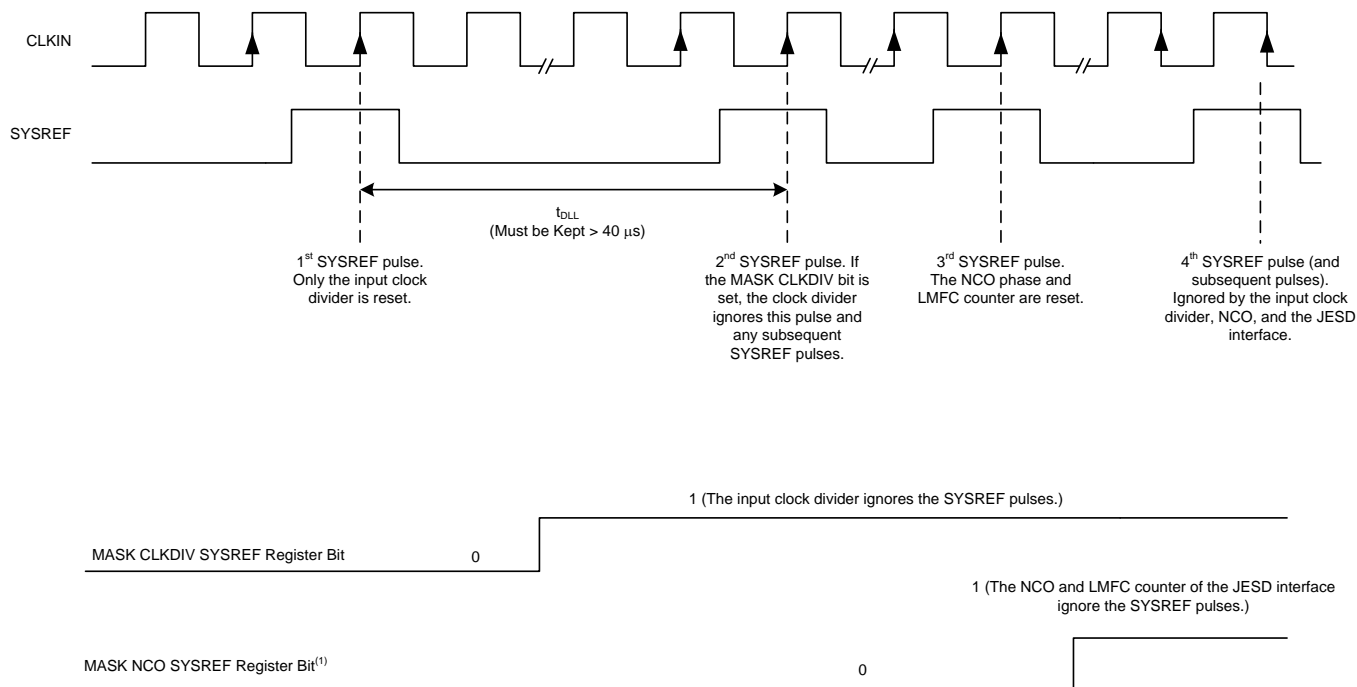 CLKIN
SYSREF
tDLL
(Must be Kept > 40 μs)
1st SYSREF pulse.
Only the input clock
divider is reset.
2nd SYSREF pulse. If
the MASK CLKDIV bit is
set, the clock divider
ignores this pulse and
any subsequent
SYSREF pulses.
3rd SYSREF pulse.
The NCO phase and
LMFC counter are reset.
4th SYSREF pulse (and
subsequent pulses).
Ignored by the input clock
divider, NCO, and the JESD
interface.
1 (The input clock divider ignores the SYSREF pulses.)
MASK CLKDIV SYSREF Register Bit 0
1 (The NCO and LMFC counter of the JESD interface
ignore the SYSREF pulses.)
MASK NCO SYSREF Register Bit(1) 0